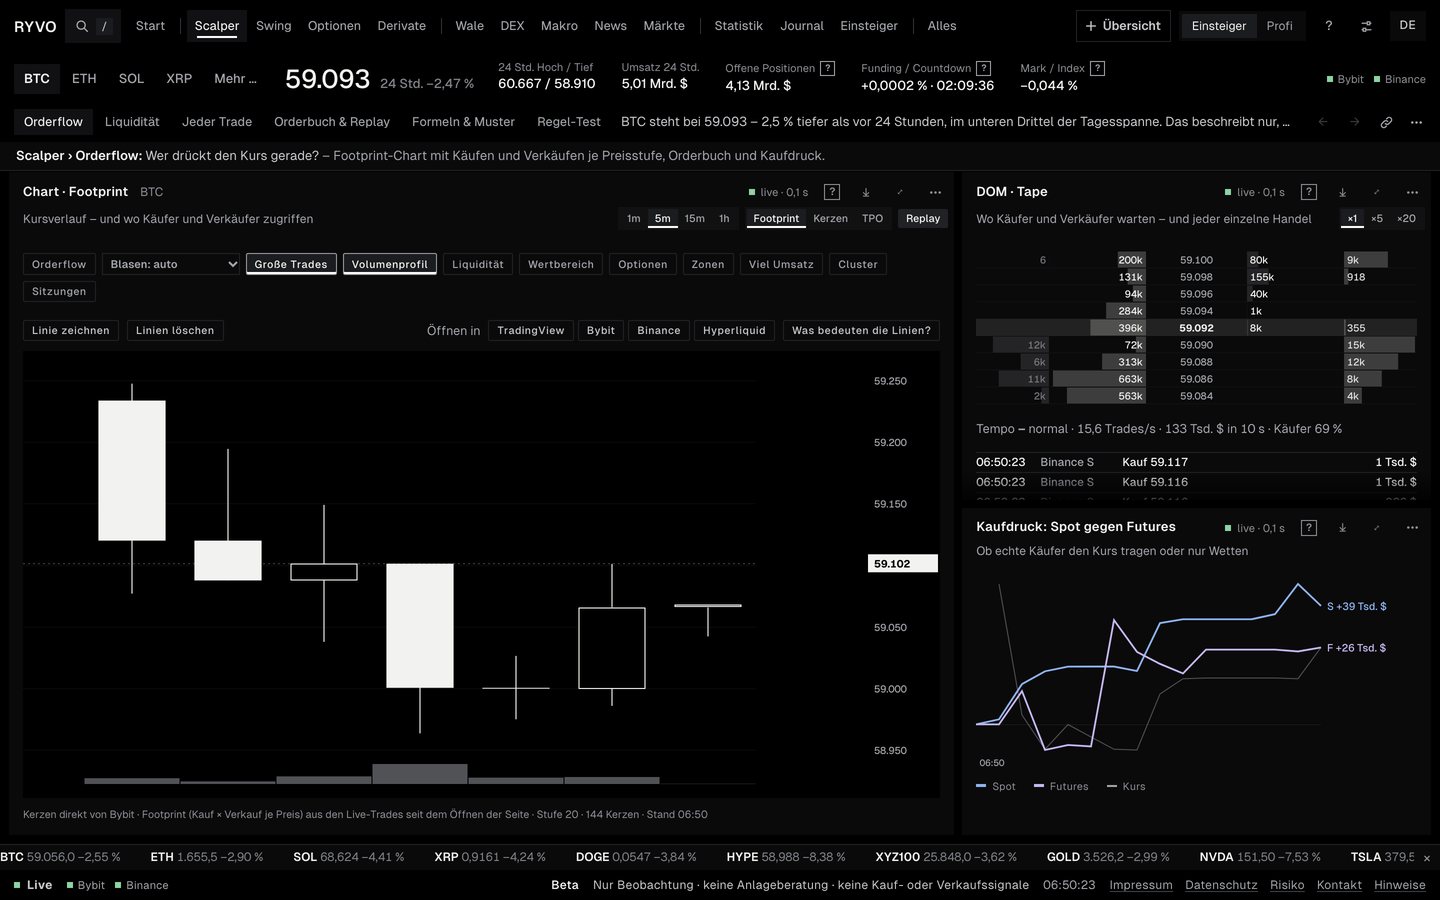 RYVO / Start Scalper Swing Optionen Derivate Wale DEX Makro News Märkte Statistik Journal Einsteiger Alles + Übersicht Einsteiger Profi ? DE
BTC ETH SOL XRP Mehr ... 59.093 24 Std. −2,47 %
24 Std. Hoch / Tief
60.667 / 58.910
Umsatz 24 Std.
5,01 Mrd. $
Offene Positionen ?
4,13 Mrd. $
Funding / Countdown ?
+0,0002 % · 02:09:36
Mark / Index ?
−0,044 %
Bybit Binance
Orderflow Liquidität Jeder Trade Orderbuch & Replay Formeln & Muster Regel-Test BTC steht bei 59.093 – 2,5 % tiefer als vor 24 Stunden, im unteren Drittel der Tagesspanne. Das beschreibt nur, ...
Scalper › Orderflow: Wer drückt den Kurs gerade? – Footprint-Chart mit Käufen und Verkäufen je Preisstufe, Orderbuch und Kaufdruck.
Chart · Footprint BTC live · 0,1 s ?
Kursverlauf – und wo Käufer und Verkäufer zugriffen 1m 5m 15m 1h Footprint Kerzen TPO Replay
Orderflow Blasen: auto Große Trades Volumenprofil Liquidität Wertbereich Optionen Zonen Viel Umsatz Cluster
Sitzungen
Linie zeichnen Linien löschen Öffnen in TradingView Bybit Binance Hyperliquid Was bedeuten die Linien?
59.250
59.200
59.150
59.102
59.050
59.000
58.950
Kerzen direkt von Bybit · Footprint (Kauf × Verkauf je Preis) aus den Live-Trades seit dem Öffnen der Seite · Stufe 20 · 144 Kerzen · Stand 06:50
DOM · Tape live · 0,1 s ?
Wo Käufer und Verkäufer warten – und jeder einzelne Handel ×1 ×5 ×20
6 200k 59.100 80k 9k
131k 59.098 155k 918
94k 59.096 40k
284k 59.094 1k
396k 59.092 8k 355
12k 72k 59.090 15k
6k 313k 59.088 12k
11k 663k 59.086 8k
2k 563k 59.084 4k
Tempo – normal · 15,6 Trades/s · 133 Tsd. $ in 10 s · Käufer 69 %
06:50:23 Binance S Kauf 59.117 1 Tsd. $
06:50:23 Binance S Kauf 59.116 1 Tsd. $
Kaufdruck: Spot gegen Futures live · 0,1 s ?
Ob echte Käufer den Kurs tragen oder nur Wetten
S +39 Tsd. $
F +26 Tsd. $
06:50
Spot Futures Kurs
BTC 59.056,0 −2,55 % ETH 1.655,5 −2,90 % SOL 68,624 −4,41 % XRP 0,9161 −4,24 % DOGE 0,0547 −3,84 % HYPE 58,988 −8,38 % XYZ100 25.848,0 −3,62 % GOLD 3.526,2 −2,99 % NVDA 151,50 −7,53 % TSLA 379,5 ×
Live Bybit Binance Beta Nur Beobachtung · keine Anlageberatung · keine Kauf- oder Verkaufssignale 06:50:23 Impressum Datenschutz Risiko Kontakt Hinweise